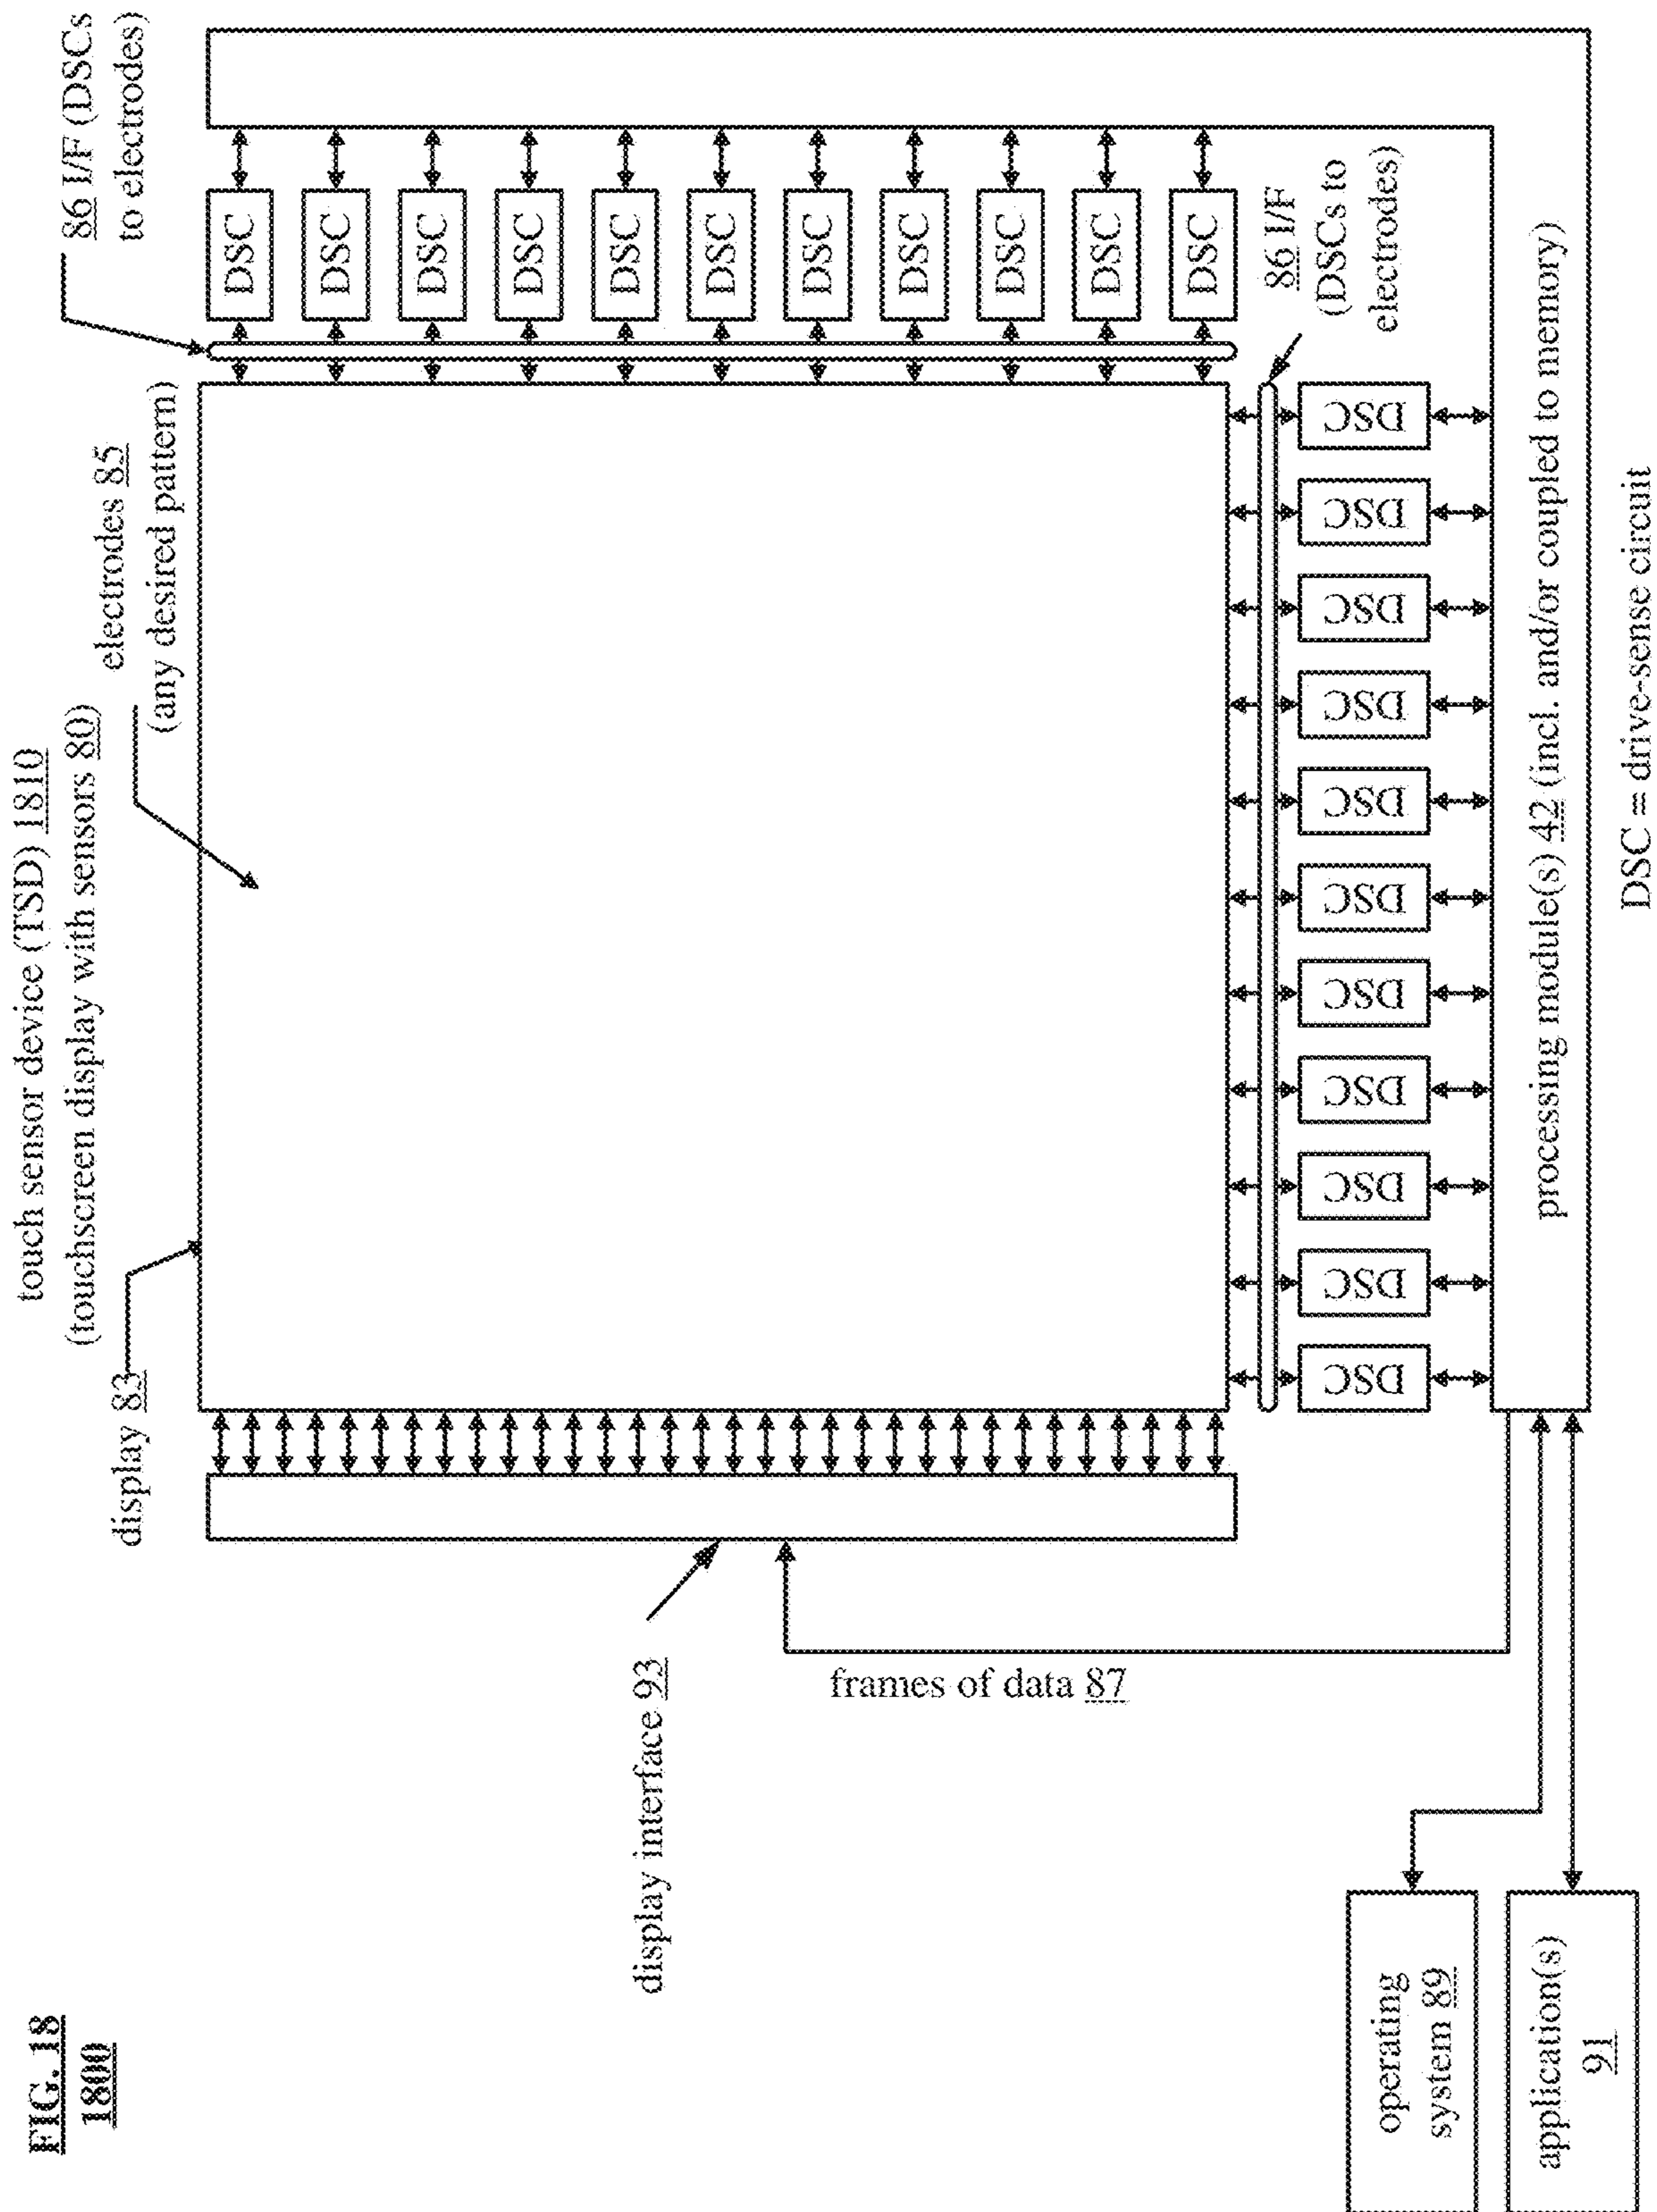 FIG. 18
1800
touch sensor device (TSD) 1810
(touchscreen display with sensors 80)
display 83
electrodes 85
(any desired pattern)
86 I/F (DSCs
to electrodes)
DSC
DSC
DSC
DSC
DSC
DSC
DSC
DSC
DSC
DSC
DSC
display interface 93
frames of data 87
86 I/F
(DSCs to
electrodes)
DSC
DSC
DSC
DSC
DSC
DSC
DSC
DSC
DSC
DSC
DSC
operating
system 89
application(s)
91
processing module(s) 42 (incl. and/or coupled to memory)
DSC = drive-sense circuit